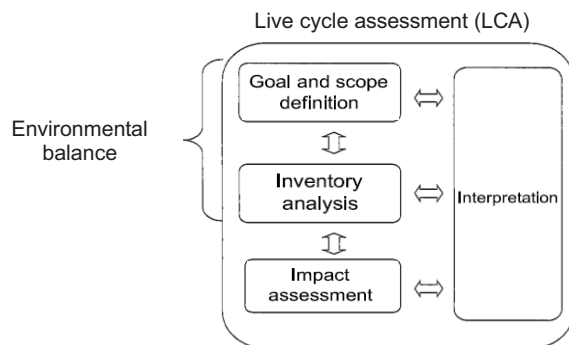 Live cycle assessment (LCA)
Goal and scope
definition
Environmental
balance
Inventory
analysis
Interpretation
Impact
assessment